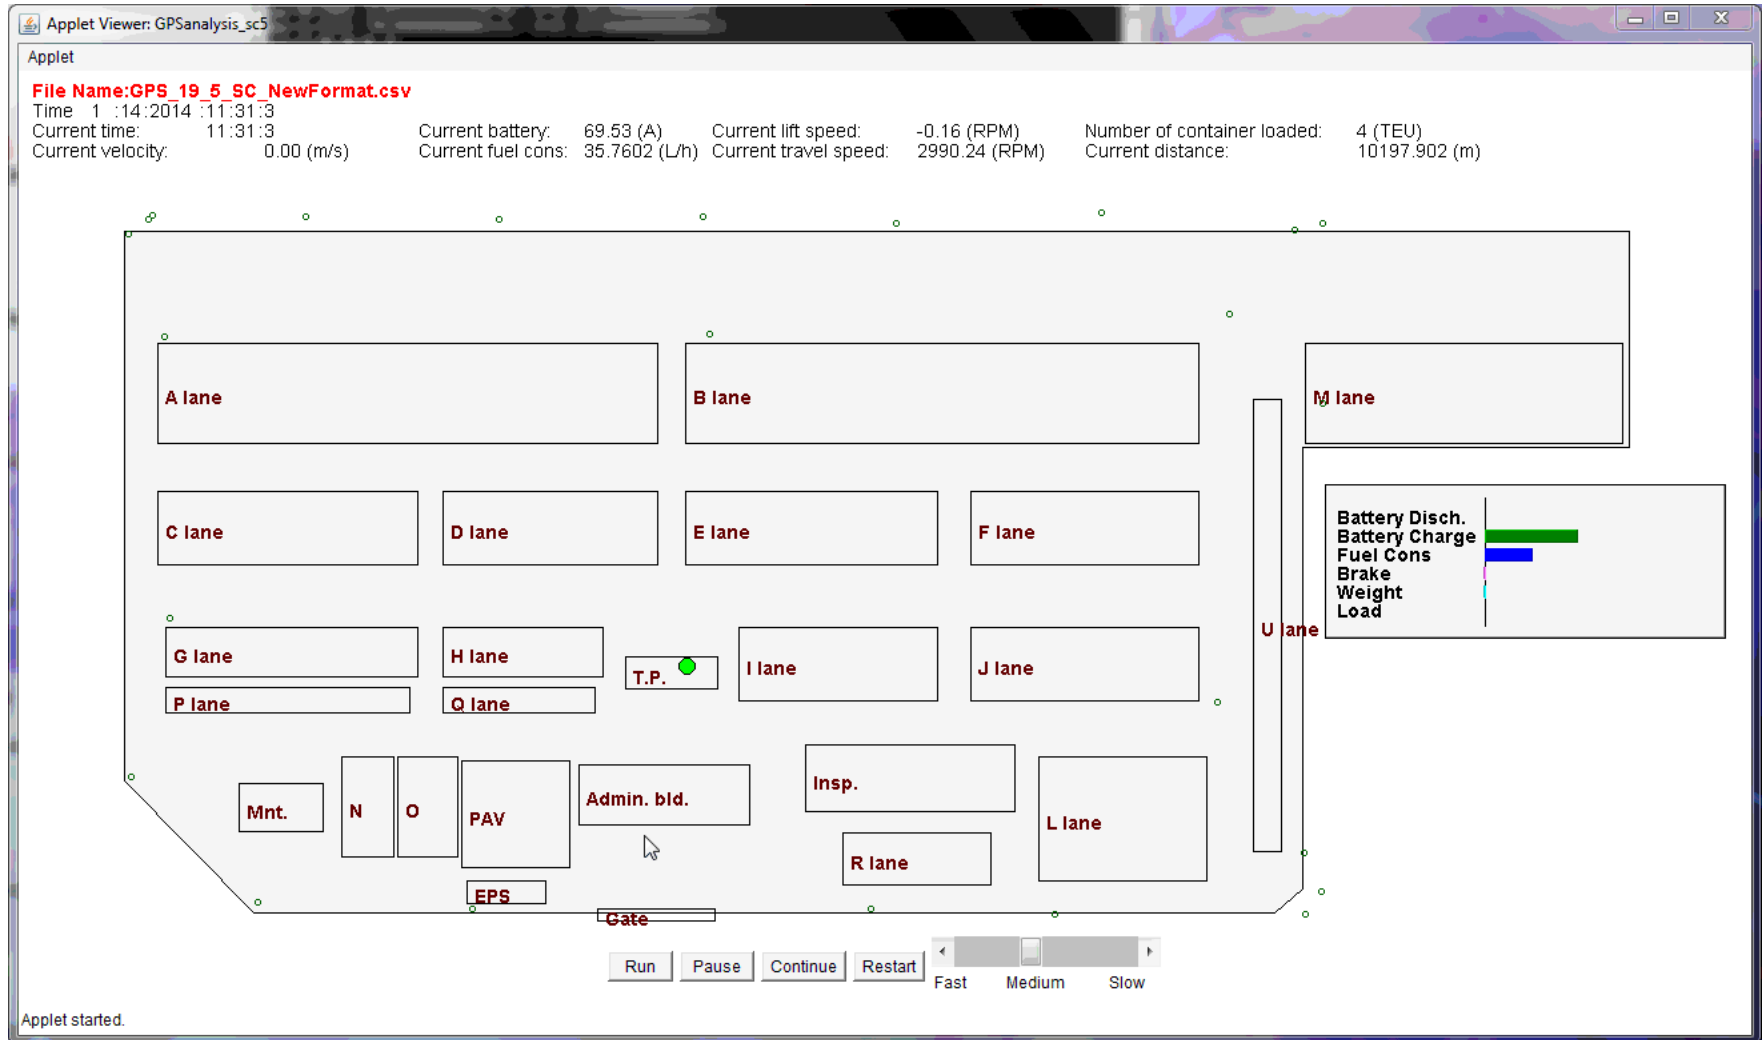 Applet Viewer: GPSanalysis_sc5
Applet
File Name:GPS_19_5_SC_NewFormat.csv
Time 1 :14:2014 :11:31:3
Current time: 11:31:3 Current battery: 69.53 (A) Current lift speed: -0.16 (RPM) Number of container loaded: 4 (TEU)
Current velocity: 0.00 (m/s) Current fuel cons: 35.7602 (L/h) Current travel speed: 2990.24 (RPM) Current distance: 10197.902 (m)
A lane B lane M lane
C lane D lane E lane F lane
Battery Disch.
Battery Charge
Fuel Cons
Brake
Weight
Load
U lane
G lane H lane T.P. I lane J lane
P lane Q lane
Mnt. N O PAV Admin. bld. Insp. L lane
R lane
EPS
Gate
Run Pause Continue Restart
Fast Medium Slow
Applet started.